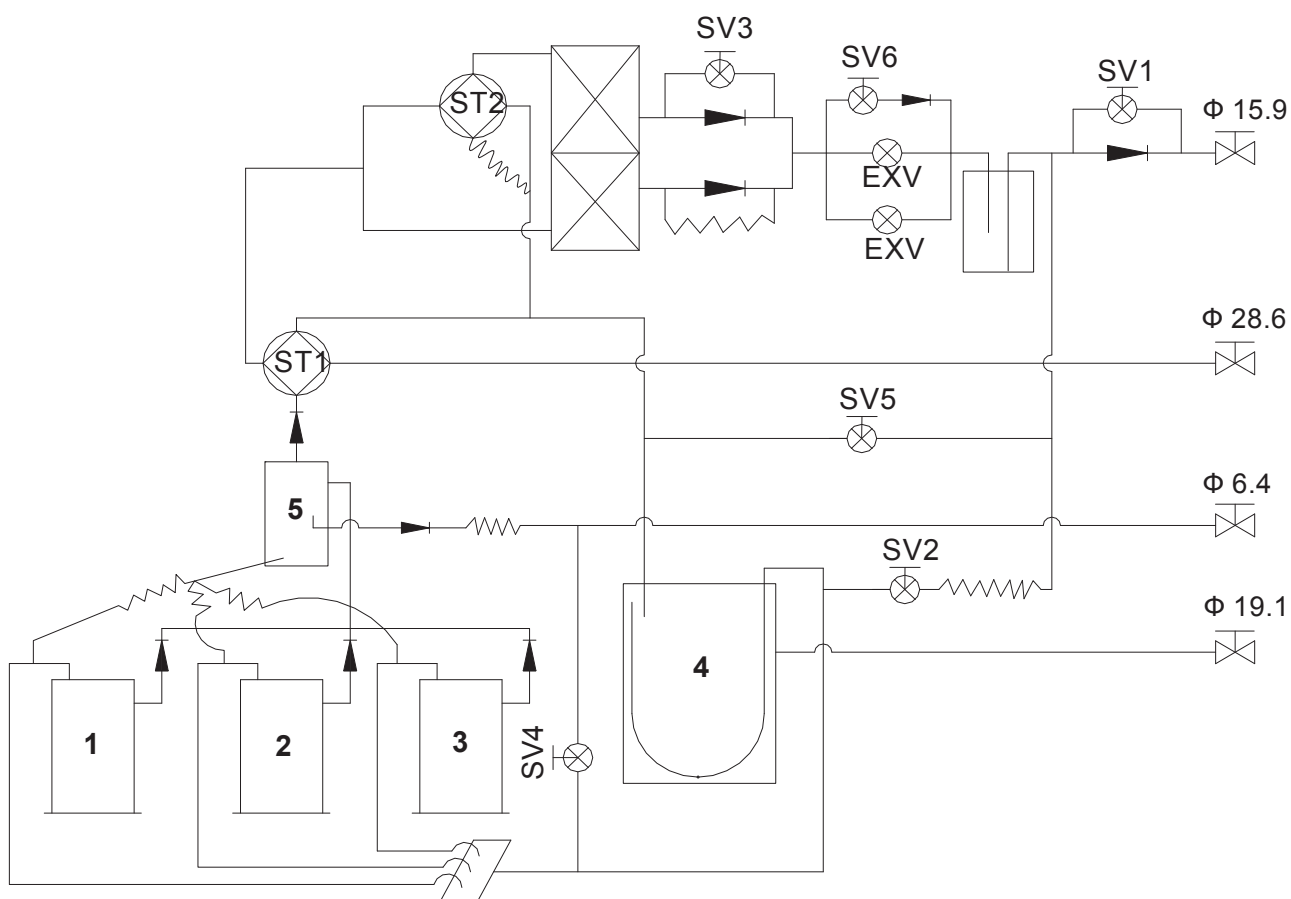 SV3
SV6
SV1
ST2
Φ 15.9
EXV
EXV
Φ 28.6
ST1
SV5
5
Φ 6.4
SV2
Φ 19.1
4
1
2
3
SV4